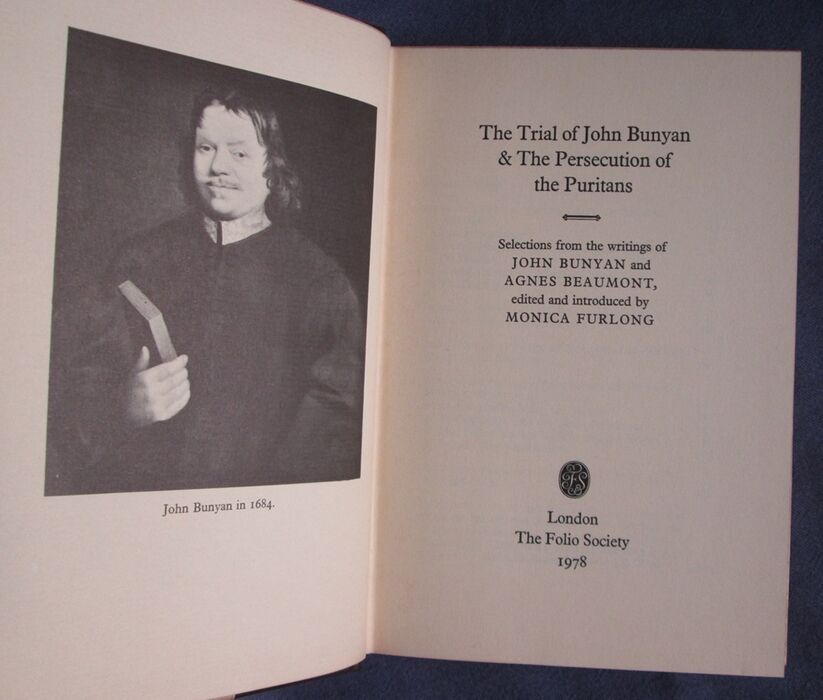 John Bunyan in 1684.
The Trial of John Bunyan
& The Persecution of
the Puritans
Selections from the writings of
JOHN BUNYAN and
AGNES BEAUMONT,
edited and introduced by
MONICA FURLONG
FS
London
The Folio Society
1978